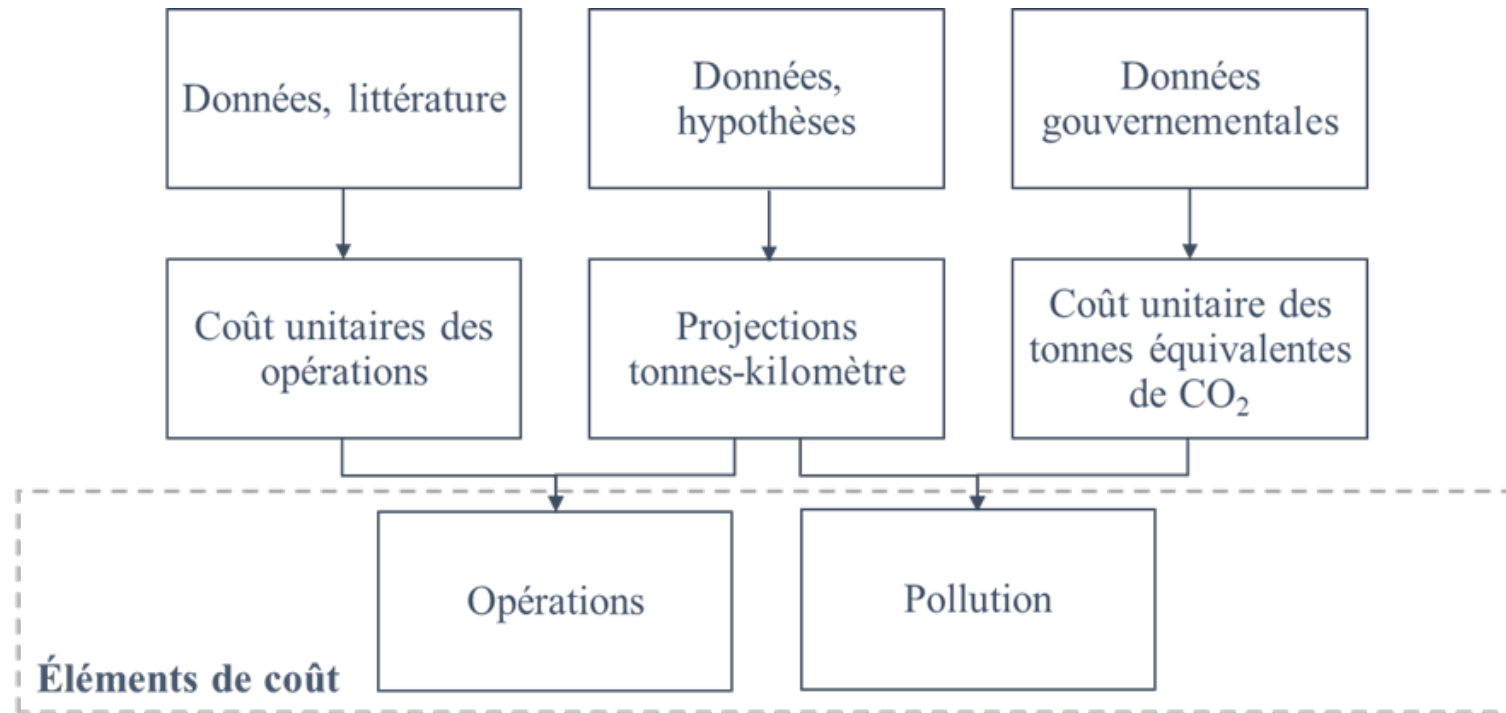 Données, littérature
Données,
hypothèses
Données
gouvernementales
Coût unitaires des
opérations
Projections
tonnes-kilomètre
Coût unitaire des
tonnes équivalentes
de CO₂
Opérations
Pollution
Éléments de coût